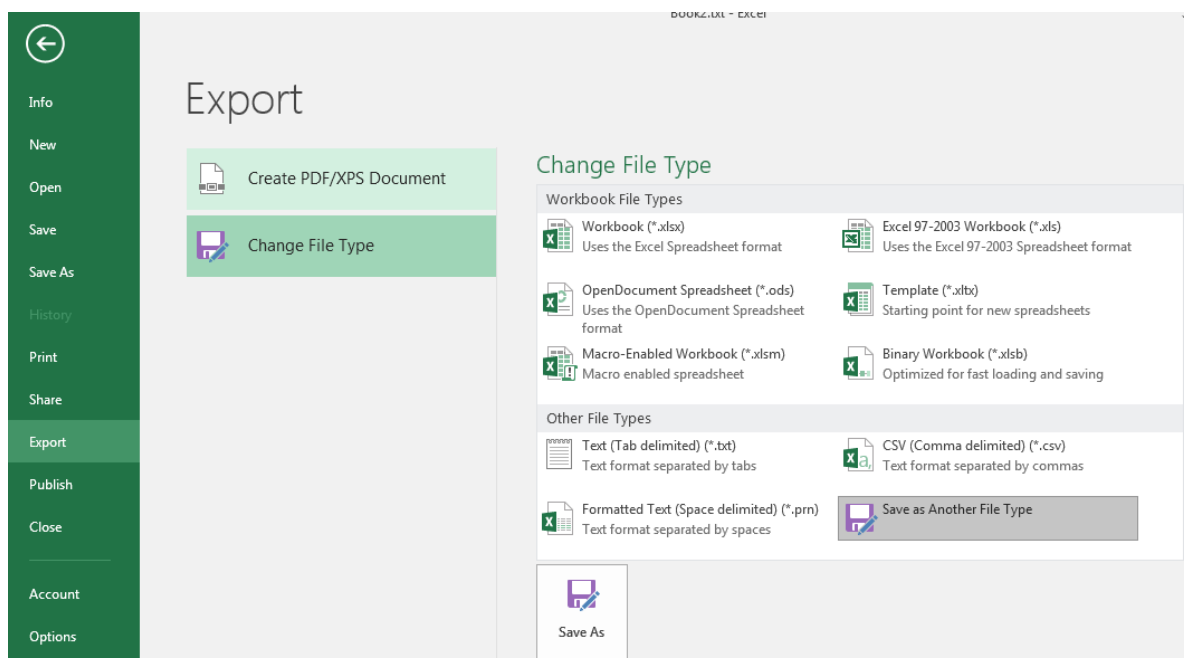 Book2.txt - Excel
Info
New
Open
Save
Save As
History
Print
Share
Export
Publish
Close
Account
Options
Export
Create PDF/XPS Document
Change File Type
Change File Type
Workbook File Types
Workbook (*.xlsx)
Uses the Excel Spreadsheet format
Excel 97-2003 Workbook (*.xls)
Uses the Excel 97-2003 Spreadsheet format
OpenDocument Spreadsheet (*.ods)
Uses the OpenDocument Spreadsheet
format
Template (*.xltx)
Starting point for new spreadsheets
Macro-Enabled Workbook (*.xlsm)
Macro enabled spreadsheet
Binary Workbook (*.xlsb)
Optimized for fast loading and saving
Other File Types
Text (Tab delimited) (*.txt)
Text format separated by tabs
CSV (Comma delimited) (*.csv)
Text format separated by commas
Formatted Text (Space delimited) (*.prn)
Text format separated by spaces
Save as Another File Type
Save As